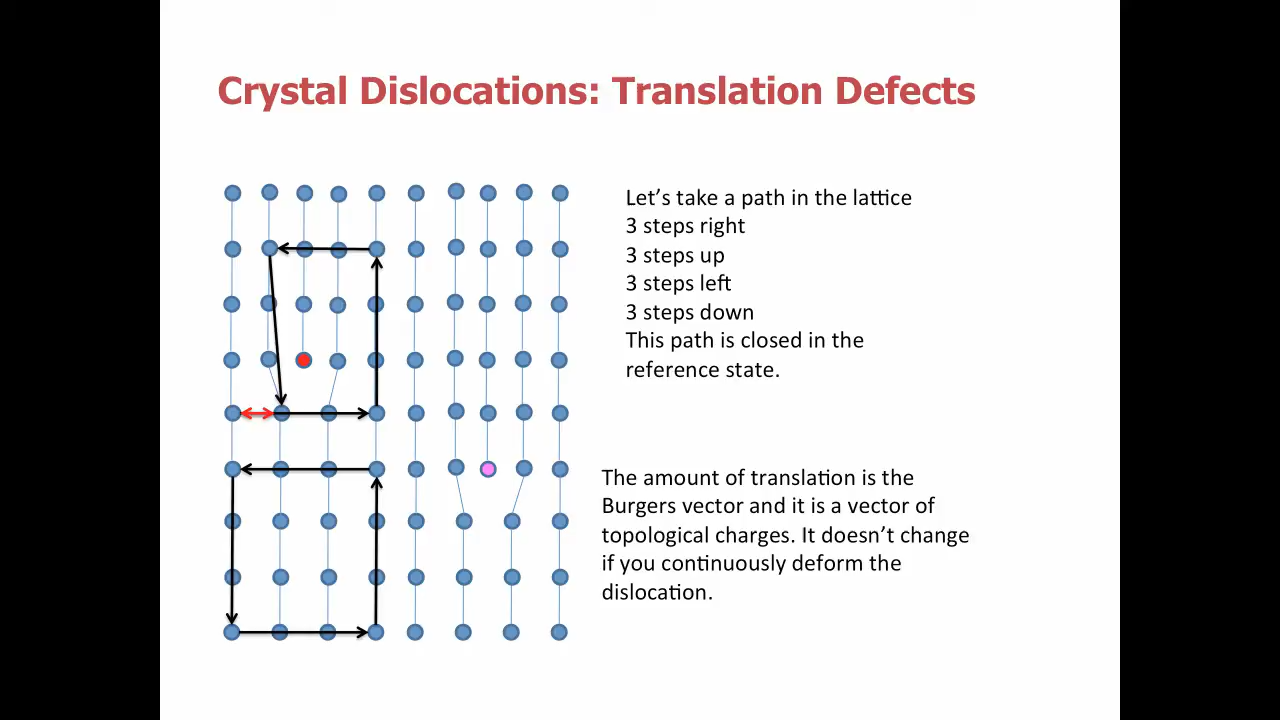 Crystal Dislocations: Translation Defects
Let’s take a path in the lattice
3 steps right
3 steps up
3 steps left
3 steps down
This path is closed in the
reference state.
The amount of translation is the
Burgers vector and it is a vector of
topological charges. It doesn’t change
if you continuously deform the
dislocation.